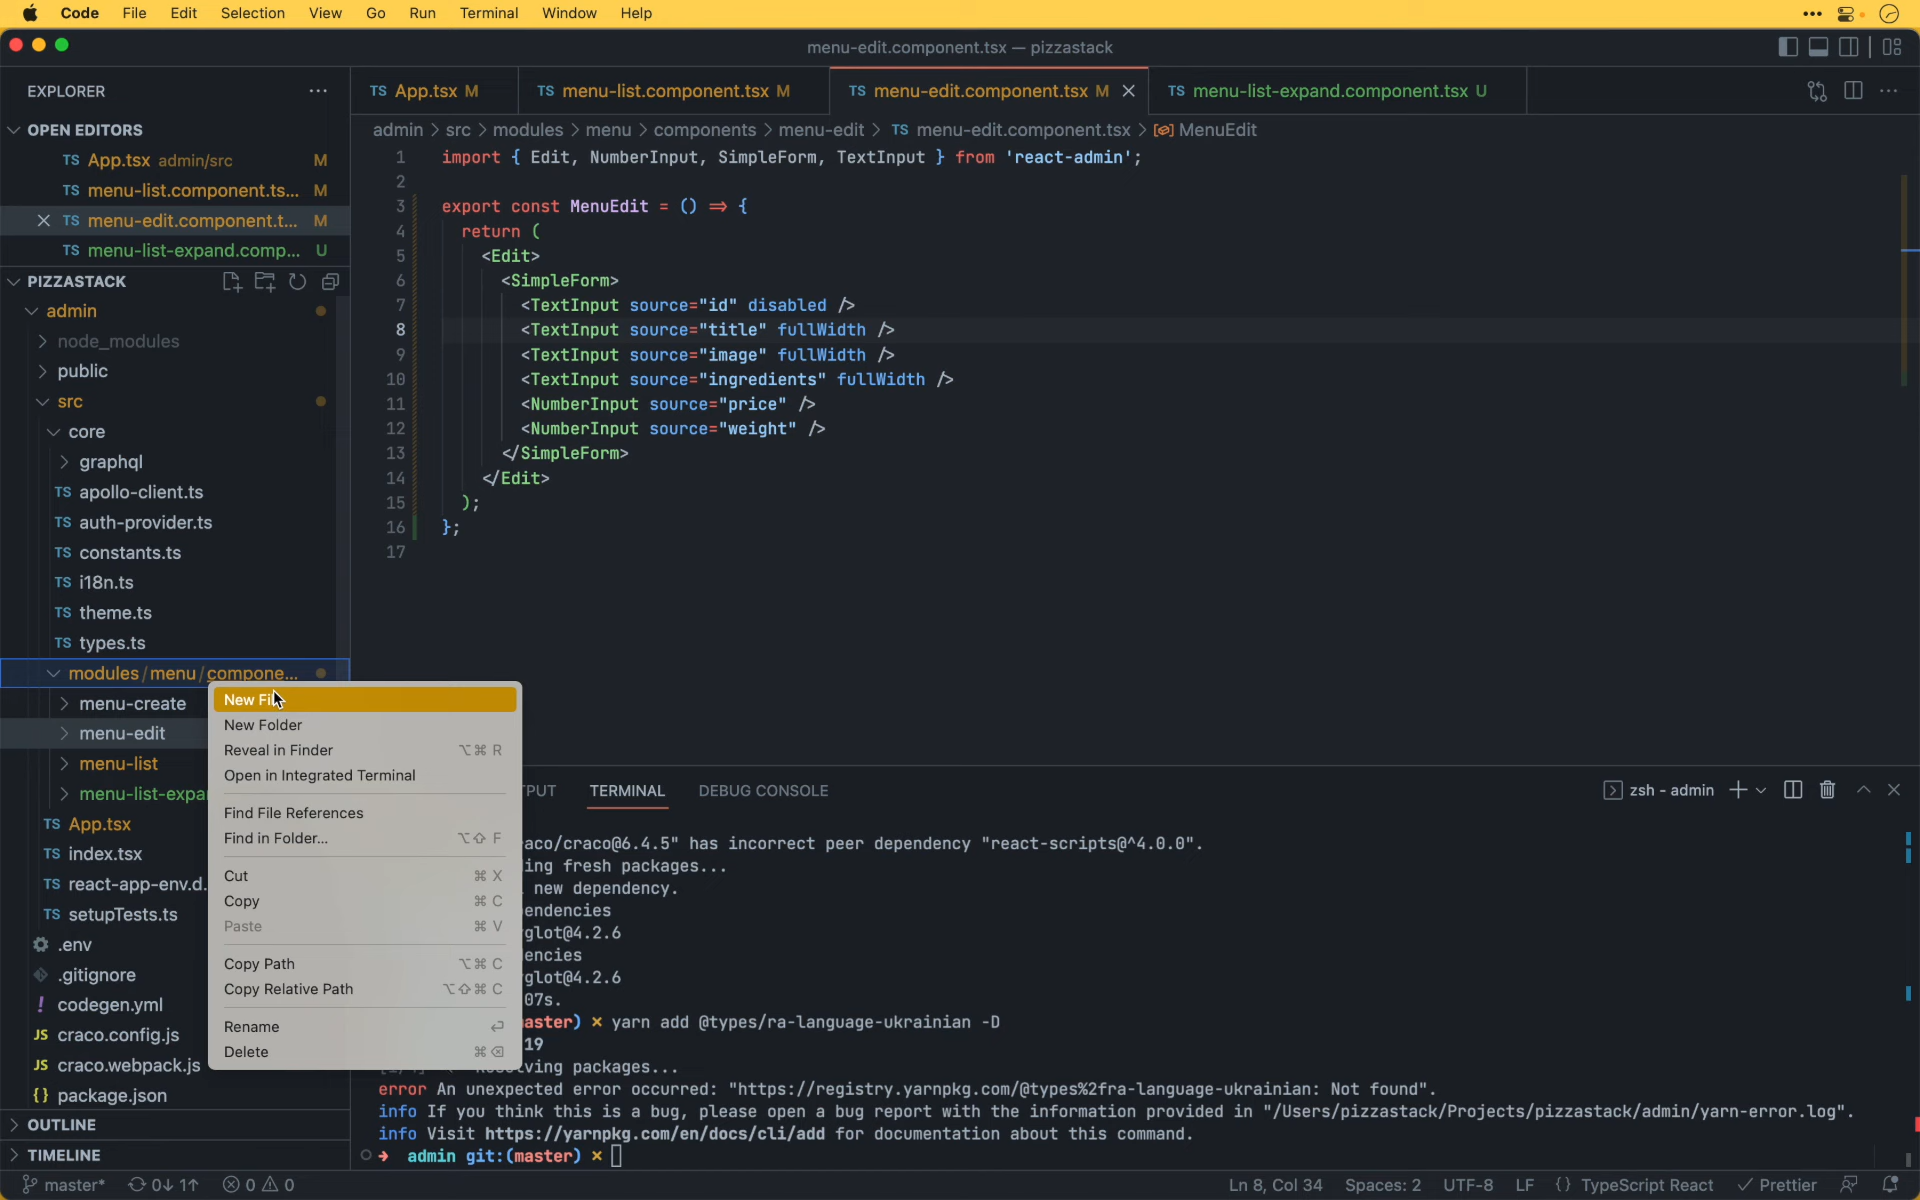 Code File Edit Selection View Go Run Terminal Window Help
menu-edit.component.tsx — pizzastack
EXPLORER
OPEN EDITORS
TS App.tsx admin/src M
TS menu-list.component.ts... M
TS menu-edit.component.t... M
TS menu-list-expand.comp... U
PIZZASTACK
admin
node_modules
public
src
core
graphql
TS apollo-client.ts
TS auth-provider.ts
TS constants.ts
TS i18n.ts
TS theme.ts
TS types.ts
modules / menu / compone...
menu-create
menu-edit
menu-list
menu-list-expa
TS App.tsx
TS index.tsx
TS react-app-env.d.
TS setupTests.ts
.env
.gitignore
! codegen.yml
JS craco.config.js
JS craco.webpack.js
{} package.json
OUTLINE
TIMELINE
TS App.tsx M
TS menu-list.component.tsx M
TS menu-edit.component.tsx M
TS menu-list-expand.component.tsx U
admin > src > modules > menu > components > menu-edit > TS menu-edit.component.tsx > MenuEdit
1 import { Edit, NumberInput, SimpleForm, TextInput } from 'react-admin';
2
3 export const MenuEdit = () => {
4 return (
5 <Edit>
6 <SimpleForm>
7 <TextInput source="id" disabled />
8 <TextInput source="title" fullWidth />
9 <TextInput source="image" fullWidth />
10 <TextInput source="ingredients" fullWidth />
11 <NumberInput source="price" />
12 <NumberInput source="weight" />
13 </SimpleForm>
14 </Edit>
15 );
16 };
17
New Fil
New Folder
Reveal in Finder ⌥⌘ R
Open in Integrated Terminal
Find File References
Find in Folder... ⌥⇧ F
Cut ⌘ X
Copy ⌘ C
Paste ⌘ V
Copy Path ⌥⌘ C
Copy Relative Path ⌥⇧⌘ C
Rename ⏎
Delete ⌘ ⌫
TPUT TERMINAL DEBUG CONSOLE
zsh - admin
aco/craco@6.4.5" has incorrect peer dependency "react-scripts@^4.0.0".
ing fresh packages...
new dependency.
endencies
glot@4.2.6
encies
glot@4.2.6
07s.
aster) × yarn add @types/ra-language-ukrainian -D
19
ving packages...
error An unexpected error occurred: "https://registry.yarnpkg.com/@types%2fra-language-ukrainian: Not found".
info If you think this is a bug, please open a bug report with the information provided in "/Users/pizzastack/Projects/pizzastack/admin/yarn-error.log".
info Visit https://yarnpkg.com/en/docs/cli/add for documentation about this command.
➜ admin git:(master) ×
master* 0↓ 1↑ 0 0
Ln 8, Col 34 Spaces: 2 UTF-8 LF {} TypeScript React ✓ Prettier